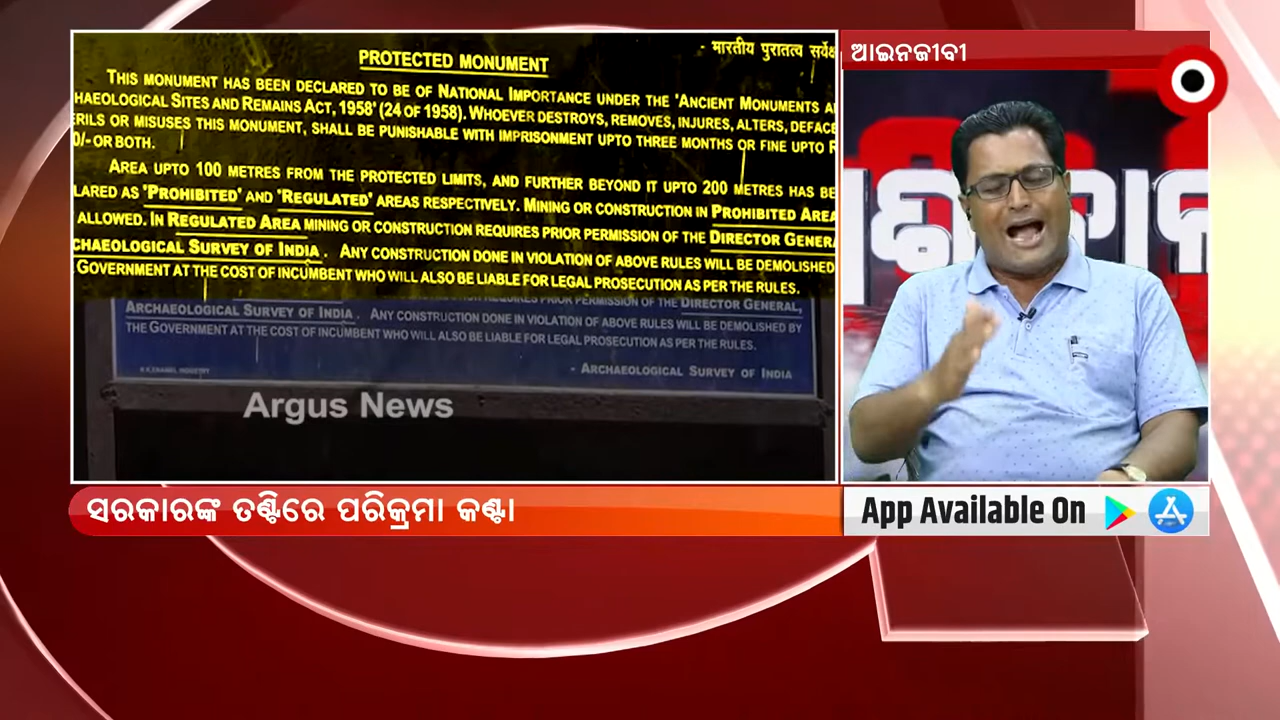 PROTECTED MONUMENT
- भारतीय पुरातत्व सर्वेक्ष
THIS MONUMENT HAS BEEN DECLARED TO BE OF NATIONAL IMPORTANCE UNDER THE 'ANCIENT MONUMENTS A
HAEOLOGICAL SITES AND REMAINS ACT, 1958' (24 OF 1958). WHOEVER DESTROYS, REMOVES, INJURES, ALTERS, DEFACE
ERILS OR MISUSES THIS MONUMENT, SHALL BE PUNISHABLE WITH IMPRISONMENT UPTO THREE MONTHS OR FINE UPTO R
0/- OR BOTH.
AREA UPTO 100 METRES FROM THE PROTECTED LIMITS, AND FURTHER BEYOND IT UPTO 200 METRES HAS BE
LARED AS 'PROHIBITED' AND 'REGULATED' AREAS RESPECTIVELY. MINING OR CONSTRUCTION IN PROHIBITED AREA
ALLOWED. IN REGULATED AREA MINING OR CONSTRUCTION REQUIRES PRIOR PERMISSION OF THE DIRECTOR GENERA
CHAEOLOGICAL SURVEY OF INDIA. ANY CONSTRUCTION DONE IN VIOLATION OF ABOVE RULES WILL BE DEMOLISHED
GOVERNMENT AT THE COST OF INCUMBENT WHO WILL ALSO BE LIABLE FOR LEGAL PROSECUTION AS PER THE RULES.
REQUIRES PRIOR PERMISSION OF THE DIRECTOR GENERAL,
ARCHAEOLOGICAL SURVEY OF INDIA. ANY CONSTRUCTION DONE IN VIOLATION OF ABOVE RULES WILL BE DEMOLISHED BY
THE GOVERNMENT AT THE COST OF INCUMBENT WHO WILL ALSO BE LIABLE FOR LEGAL PROSECUTION AS PER THE RULES.
- ARCHAEOLOGICAL SURVEY OF INDIA
Argus News
ଆଇନଜୀବୀ
ସରକାରଙ୍କ ତଣ୍ଟିରେ ପରିକ୍ରମା କଣ୍ଟା
App Available On